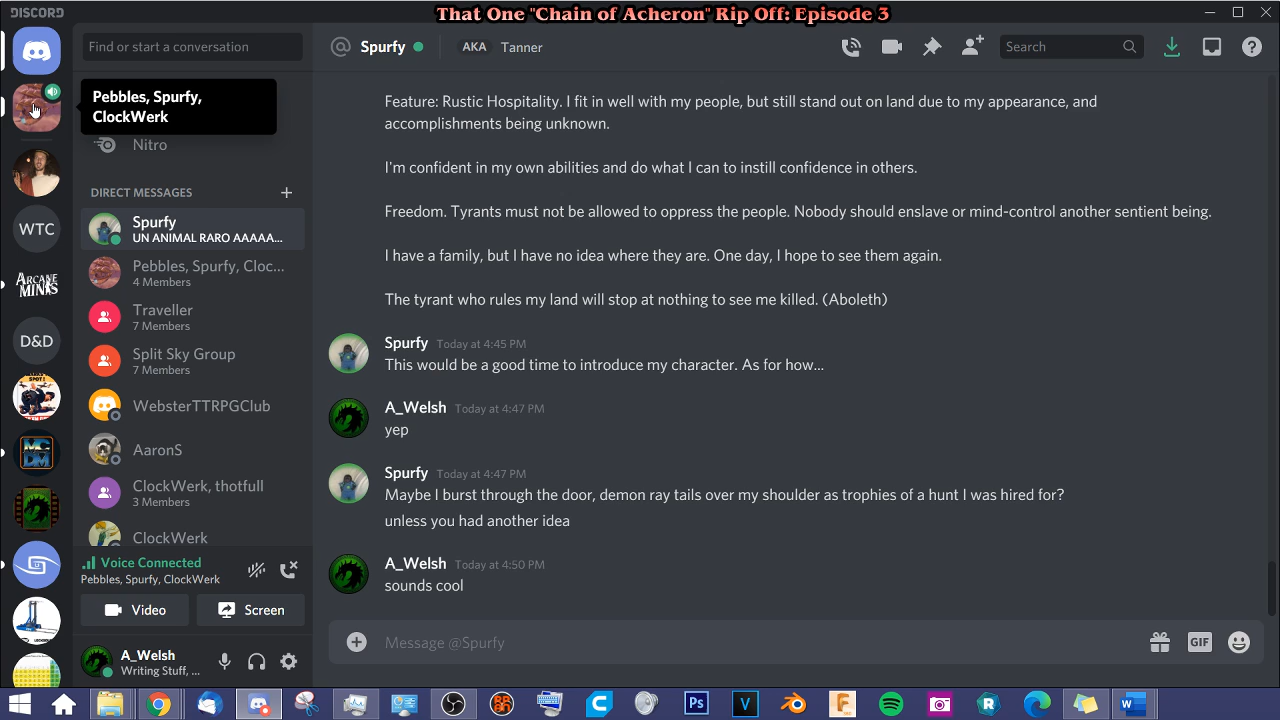 DISCORD
That One "Chain of Acheron" Rip Off: Episode 3
Find or start a conversation
Spurfy
AKA
Tanner
Search
Pebbles, Spurfy,
ClockWerk
Nitro
WTC
ARCANE
MINKS
D&D
MCDM
DIRECT MESSAGES
Spurfy
UN ANIMAL RARO AAAAA...
Pebbles, Spurfy, Cloc...
4 Members
Traveller
7 Members
Split Sky Group
7 Members
WebsterTTRPGClub
AaronS
ClockWerk, thotfull
3 Members
ClockWerk
Voice Connected
Pebbles, Spurfy, ClockWerk
Video
Screen
A_Welsh
Writing Stuff, ...
Feature: Rustic Hospitality. I fit in well with my people, but still stand out on land due to my appearance, and
accomplishments being unknown.
I'm confident in my own abilities and do what I can to instill confidence in others.
Freedom. Tyrants must not be allowed to oppress the people. Nobody should enslave or mind-control another sentient being.
I have a family, but I have no idea where they are. One day, I hope to see them again.
The tyrant who rules my land will stop at nothing to see me killed. (Aboleth)
Spurfy Today at 4:45 PM
This would be a good time to introduce my character. As for how...
A_Welsh Today at 4:47 PM
yep
Spurfy Today at 4:47 PM
Maybe I burst through the door, demon ray tails over my shoulder as trophies of a hunt I was hired for?
unless you had another idea
A_Welsh Today at 4:50 PM
sounds cool
Message @Spurfy
GIF